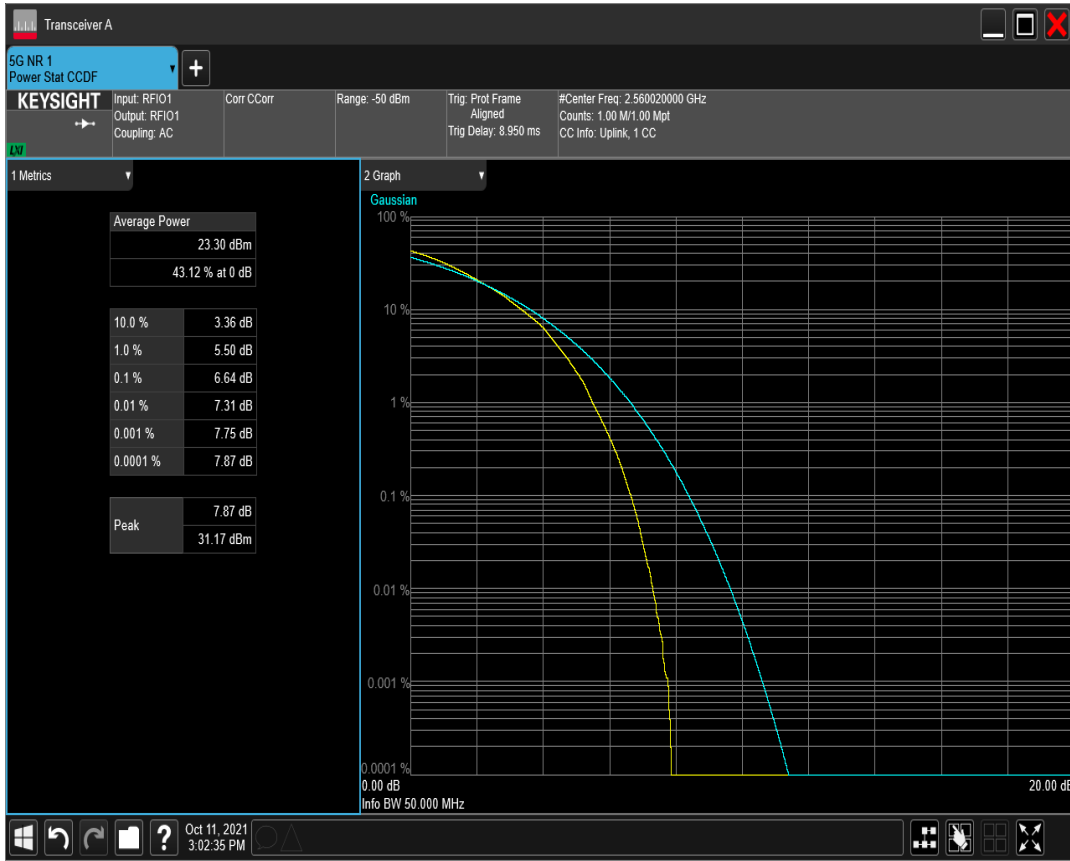 Transceiver A
5G NR 1
Power Stat CCDF
KEYSIGHT
LXI
Input: RFIO1
Output: RFIO1
Coupling: AC
Corr CCorr
Range: -50 dBm
Trig: Prot Frame
Aligned
Trig Delay: 8.950 ms
#Center Freq: 2.560020000 GHz
Counts: 1.00 M/1.00 Mpt
CC Info: Uplink, 1 CC
1 Metrics
Average Power
23.30 dBm
43.12 % at 0 dB
10.0 % 3.36 dB
1.0 % 5.50 dB
0.1 % 6.64 dB
0.01 % 7.31 dB
0.001 % 7.75 dB
0.0001 % 7.87 dB
Peak 7.87 dB
31.17 dBm
2 Graph
Gaussian
100 %
10 %
1 %
0.1 %
0.01 %
0.001 %
0.0001 %
0.00 dB 20.00 dB
Info BW 50.000 MHz
? Oct 11, 2021
3:02:35 PM